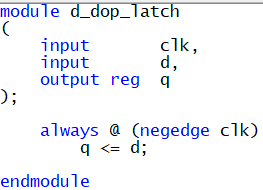 module d_dop_latch
(
    input        clk,
    input        d,
    output reg  q
);
    always @ (negedge clk)
        q <= d;
endmodule